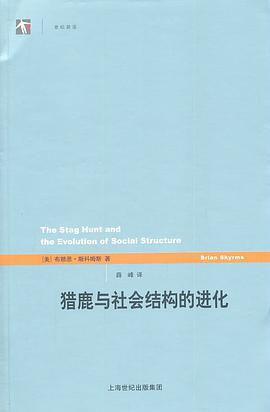 世纪前沿
The Stag Hunt and
the Evolution of Social Structure
[美] 布赖恩·斯科姆斯 著
Brian Skyrms
薛 峰 译
猎鹿与社会结构的进化
上海世纪出版集团